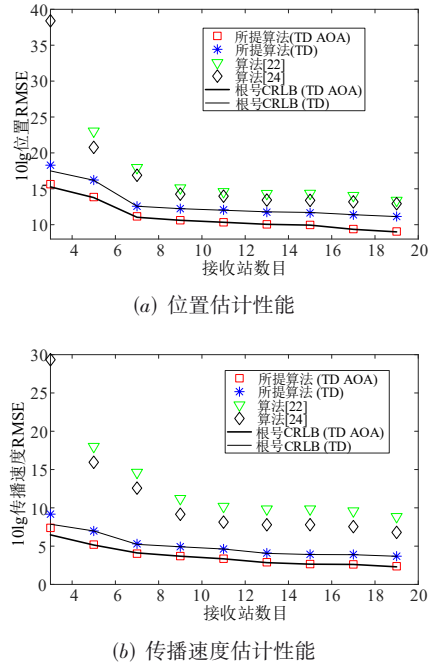 40
35
30
25
20
15
10
10lg位置RMSE
所提算法(TD AOA)
所提算法(TD)
算法[22]
算法[24]
根号CRLB (TD AOA)
根号CRLB (TD)
4 6 8 10 12 14 16 18 20
接收站数目
(a) 位置估计性能
30
25
20
15
10
5
0
10lg传播速度RMSE
所提算法 (TD AOA)
所提算法 (TD)
算法[22]
算法[24]
根号CRLB (TD AOA)
根号CRLB (TD)
4 6 8 10 12 14 16 18 20
接收站数目
(b) 传播速度估计性能